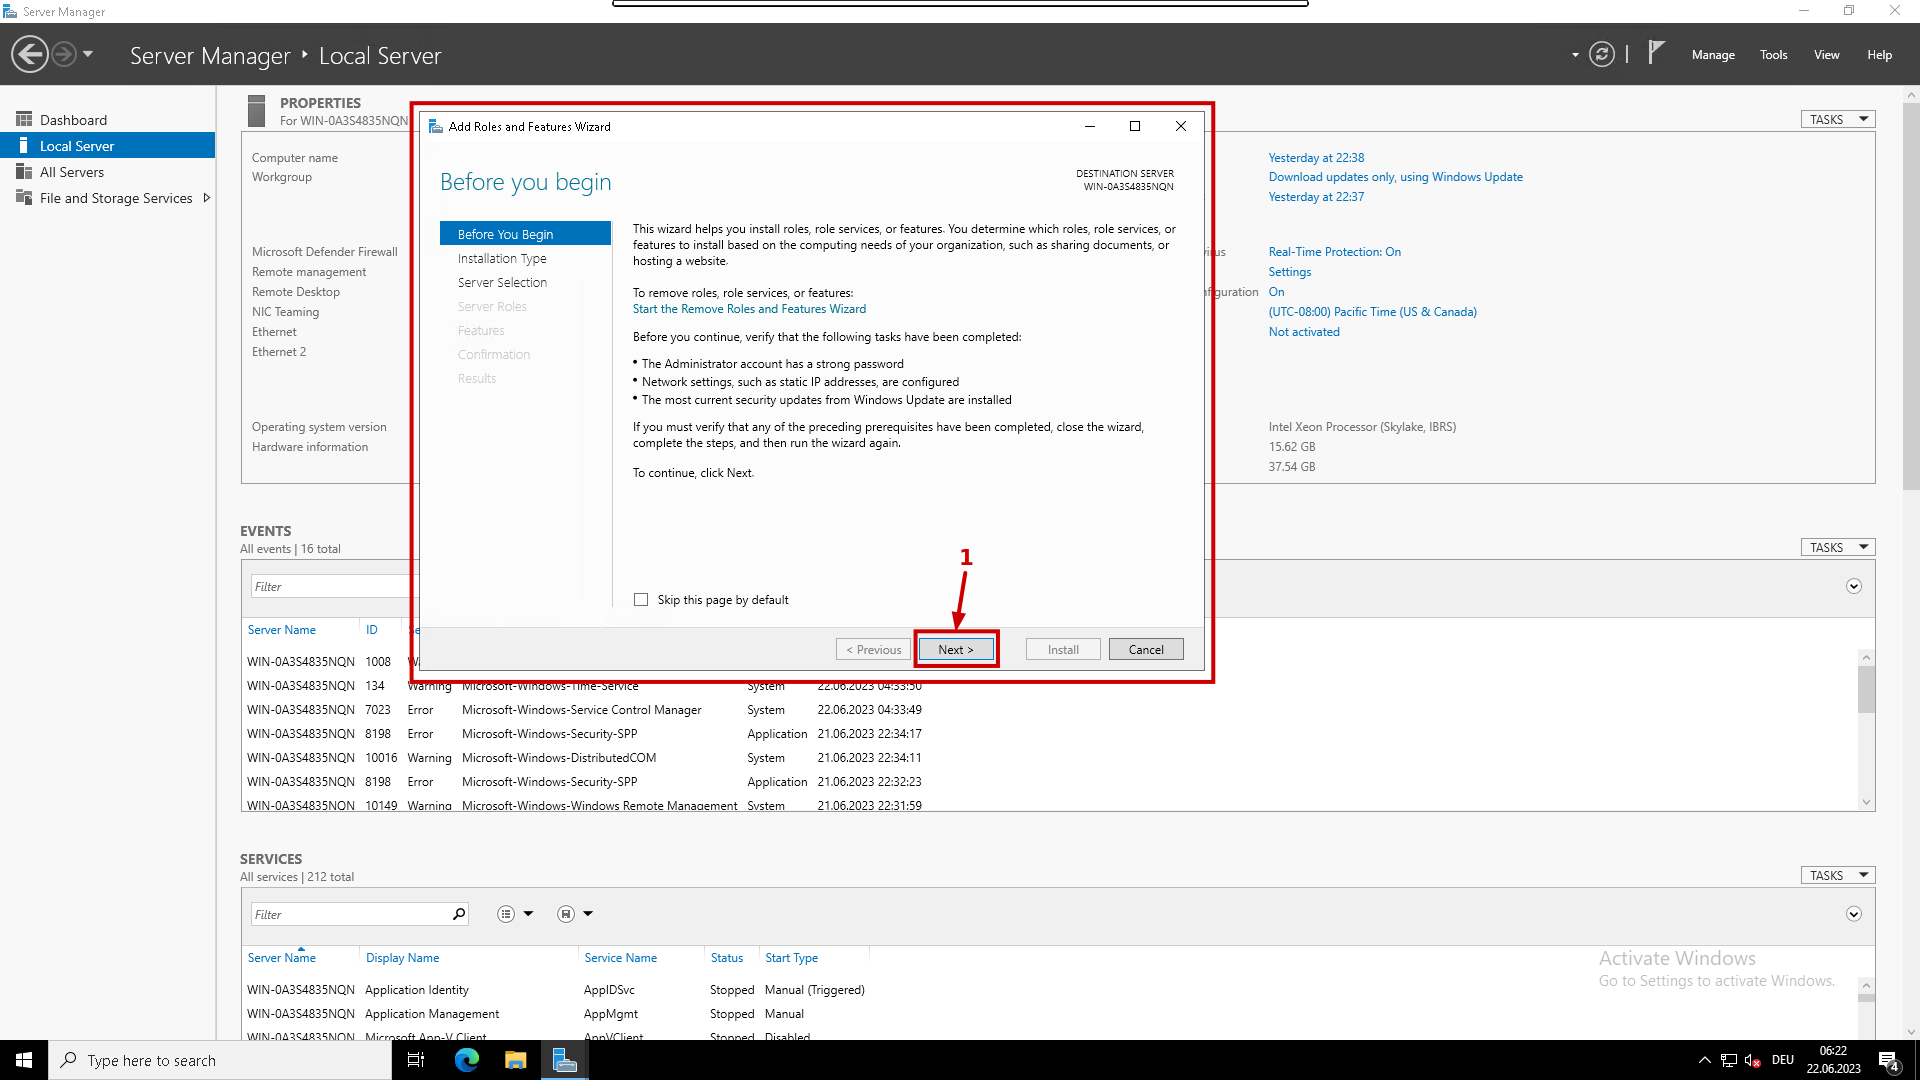 Server Manager
Server Manager ‣ Local Server
Manage Tools View Help
Dashboard
Local Server
All Servers
File and Storage Services
PROPERTIES
For WIN-0A3S4835NQN
TASKS
Computer name
Workgroup
Microsoft Defender Firewall
Remote management
Remote Desktop
NIC Teaming
Ethernet
Ethernet 2
Operating system version
Hardware information
Yesterday at 22:38
Download updates only, using Windows Update
Yesterday at 22:37
Real-Time Protection: On
Settings
On
(UTC-08:00) Pacific Time (US & Canada)
Not activated
Intel Xeon Processor (Skylake, IBRS)
15.62 GB
37.54 GB
Add Roles and Features Wizard
Before you begin
DESTINATION SERVER
WIN-0A3S4835NQN
Before You Begin
Installation Type
Server Selection
Server Roles
Features
Confirmation
Results
This wizard helps you install roles, role services, or features. You determine which roles, role services, or
features to install based on the computing needs of your organization, such as sharing documents, or
hosting a website.
To remove roles, role services, or features:
Start the Remove Roles and Features Wizard
Before you continue, verify that the following tasks have been completed:
• The Administrator account has a strong password
• Network settings, such as static IP addresses, are configured
• The most current security updates from Windows Update are installed
If you must verify that any of the preceding prerequisites have been completed, close the wizard,
complete the steps, and then run the wizard again.
To continue, click Next.
1
Skip this page by default
< Previous Next > Install Cancel
EVENTS
All events | 16 total
TASKS
Filter
Server Name ID
WIN-0A3S4835NQN 1008
WIN-0A3S4835NQN 134 Warning Microsoft-Windows-Time-Service System 22.06.2023 04:33:50
WIN-0A3S4835NQN 7023 Error Microsoft-Windows-Service Control Manager System 22.06.2023 04:33:49
WIN-0A3S4835NQN 8198 Error Microsoft-Windows-Security-SPP Application 21.06.2023 22:34:17
WIN-0A3S4835NQN 10016 Warning Microsoft-Windows-DistributedCOM System 21.06.2023 22:34:11
WIN-0A3S4835NQN 8198 Error Microsoft-Windows-Security-SPP Application 21.06.2023 22:32:23
WIN-0A3S4835NQN 10149 Warning Microsoft-Windows-Windows Remote Management System 21.06.2023 22:31:59
SERVICES
All services | 212 total
TASKS
Filter
Server Name Display Name Service Name Status Start Type
WIN-0A3S4835NQN Application Identity AppIDSvc Stopped Manual (Triggered)
WIN-0A3S4835NQN Application Management AppMgmt Stopped Manual
WIN-0A3S4835NQN Microsoft App-V Client AppVClient Stopped Disabled
Activate Windows
Go to Settings to activate Windows.
Type here to search
DEU
06:22
22.06.2023
4